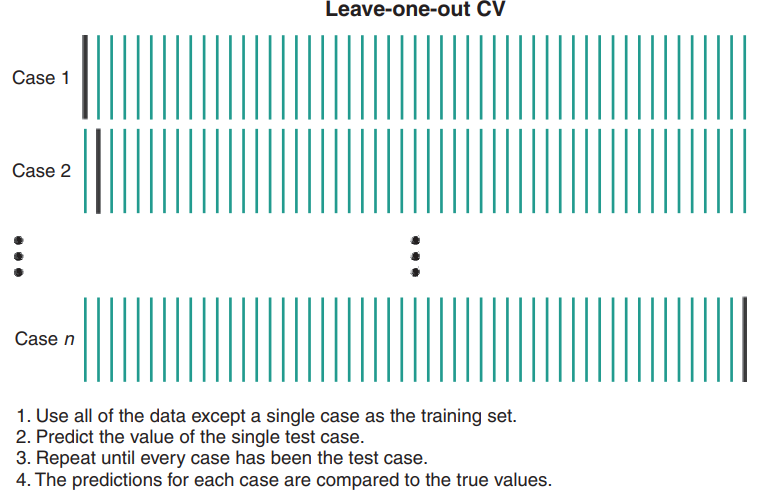 Leave-one-out CV
Case 1
Case 2
Case n
1. Use all of the data except a single case as the training set.
2. Predict the value of the single test case.
3. Repeat until every case has been the test case.
4. The predictions for each case are compared to the true values.